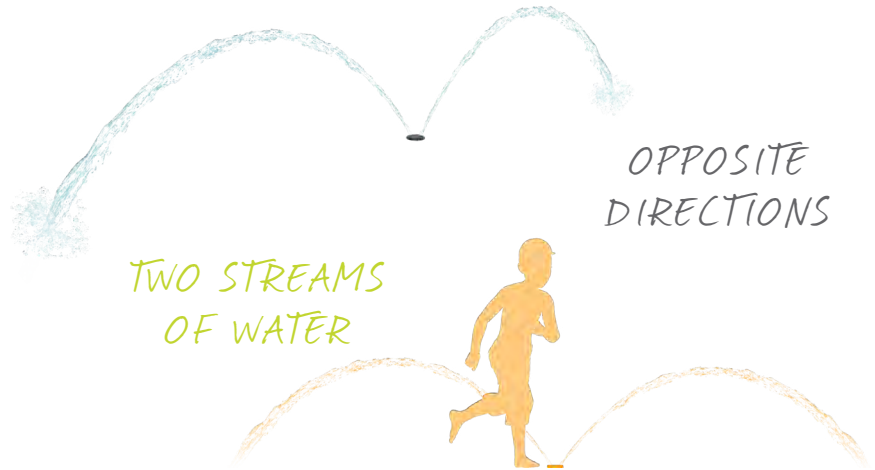 OPPOSITE
DIRECTIONS
TWO STREAMS
OF WATER